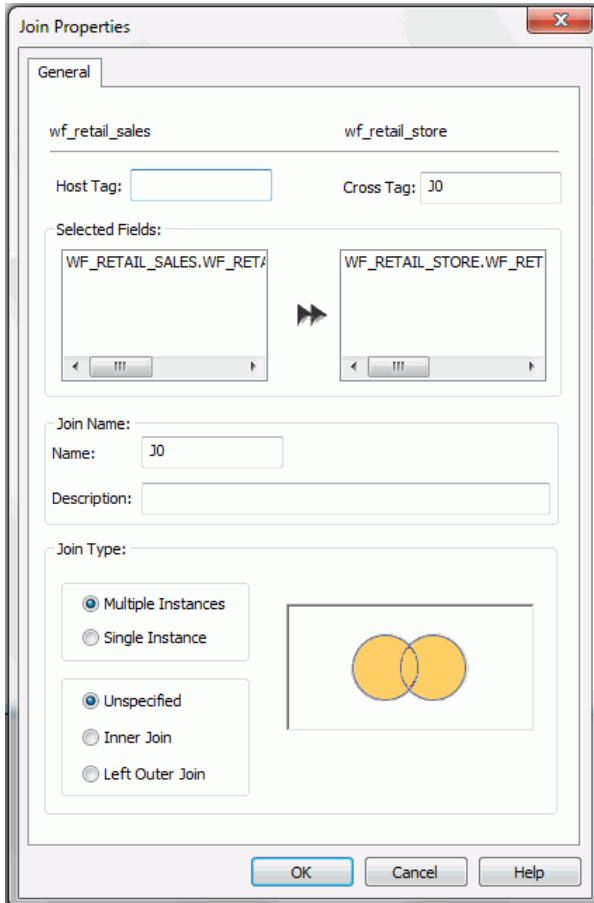 Join Properties
General
wf_retail_sales wf_retail_store
Host Tag: Cross Tag: J0
Selected Fields:
WF_RETAIL_SALES.WF_RETA WF_RETAIL_STORE.WF_RET
Join Name:
Name: J0
Description:
Join Type:
Multiple Instances
Single Instance
Unspecified
Inner Join
Left Outer Join
OK Cancel Help